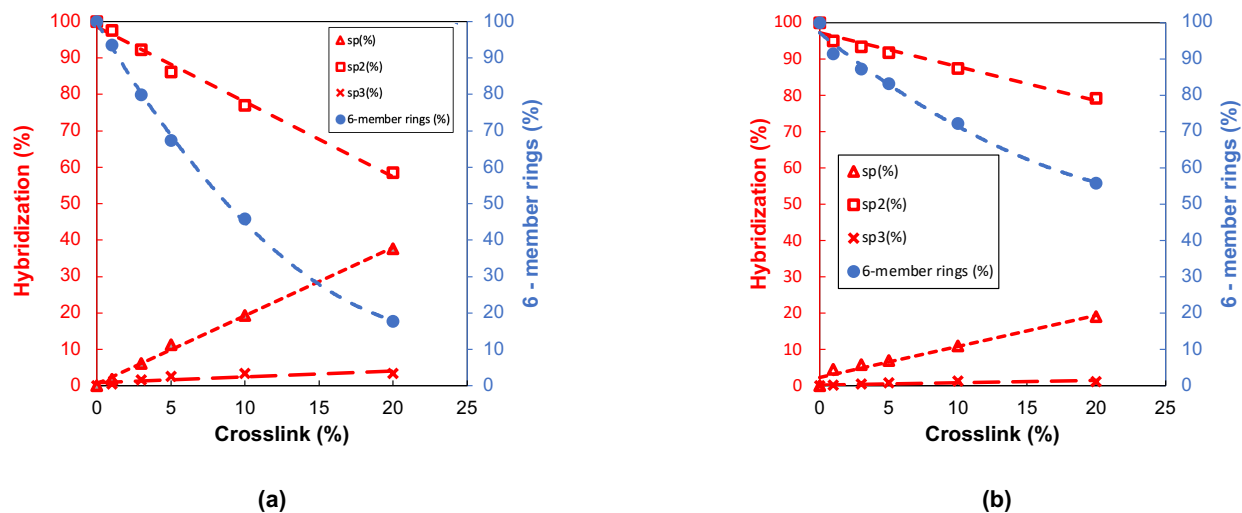 100
90
80
70
60
50
40
30
20
10
0
Hybridization (%)
sp(%)
sp2(%)
sp3(%)
6-member rings (%)
100
90
80
70
60
50
40
30
20
10
0
6 - member rings (%)
0 5 10 15 20 25
Crosslink (%)
(a)
100
90
80
70
60
50
40
30
20
10
0
Hybridization (%)
sp(%)
sp2(%)
sp3(%)
6-member rings (%)
100
90
80
70
60
50
40
30
20
10
0
6 - member rings (%)
0 5 10 15 20 25
Crosslink (%)
(b)